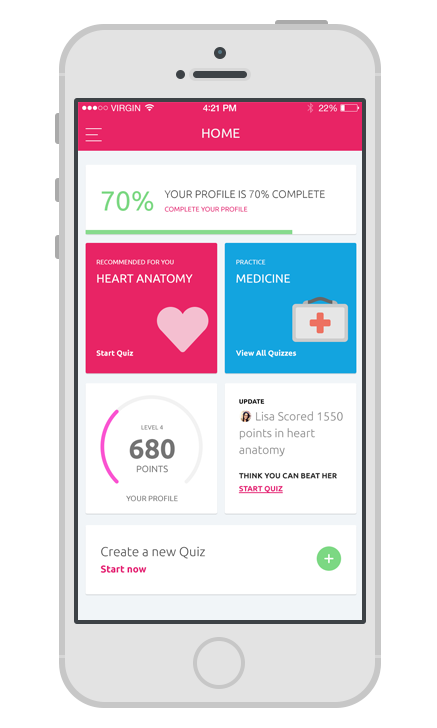 VIRGIN 4:21 PM 22%
HOME
70%
YOUR PROFILE IS 70% COMPLETE
COMPLETE YOUR PROFILE
RECOMMENDED FOR YOU
HEART ANATOMY
Start Quiz
PRACTICE
MEDICINE
View All Quizzes
LEVEL 4
680
POINTS
YOUR PROFILE
UPDATE
Lisa Scored 1550
points in heart
anatomy
THINK YOU CAN BEAT HER
START QUIZ
Create a new Quiz
Start now